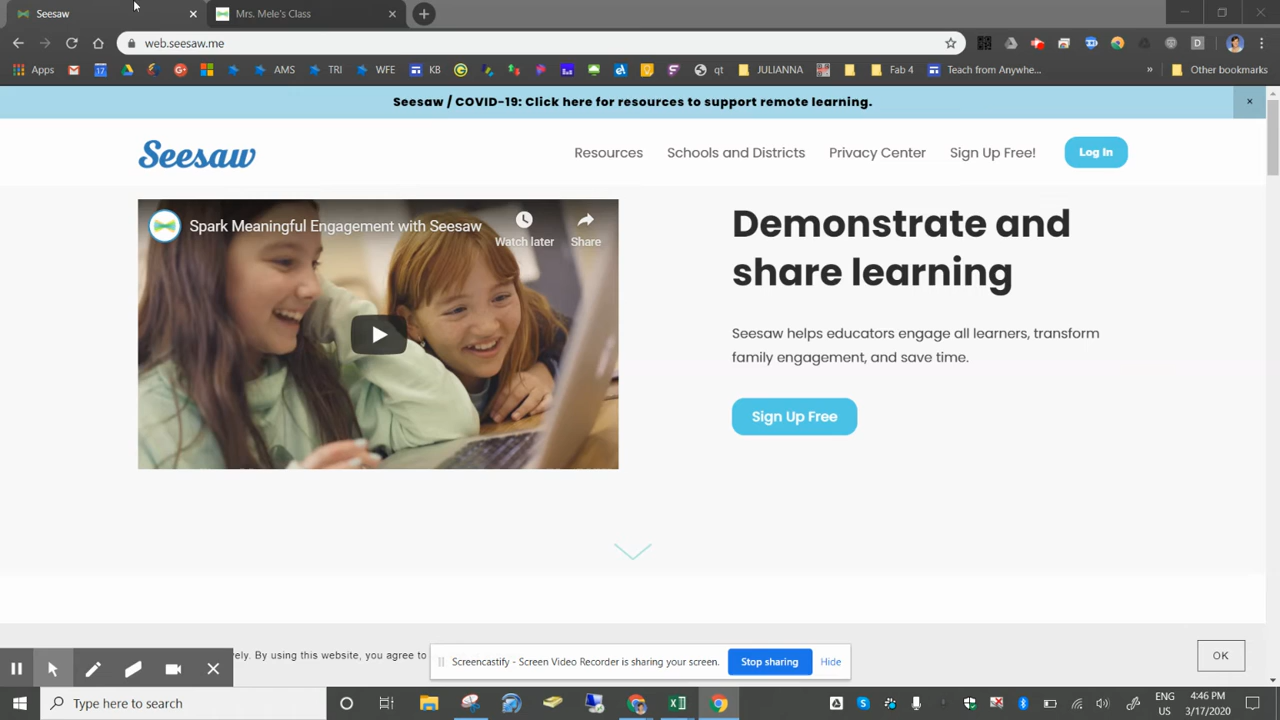 Seesaw
Mrs. Mele's Class
web.seesaw.me
Apps
AMS
TRI
WFE
KB
qt
JULIANNA
Fab 4
Teach from Anywhe...
Other bookmarks
Seesaw / COVID-19: Click here for resources to support remote learning.
Seesaw
Resources
Schools and Districts
Privacy Center
Sign Up Free!
Log In
Spark Meaningful Engagement with Seesaw
Watch later
Share
Demonstrate and
share learning
Seesaw helps educators engage all learners, transform
family engagement, and save time.
Sign Up Free
vely. By using this website, you agree to
Screencastify - Screen Video Recorder is sharing your screen.
Stop sharing
Hide
OK
Type here to search
ENG
US
4:46 PM
3/17/2020